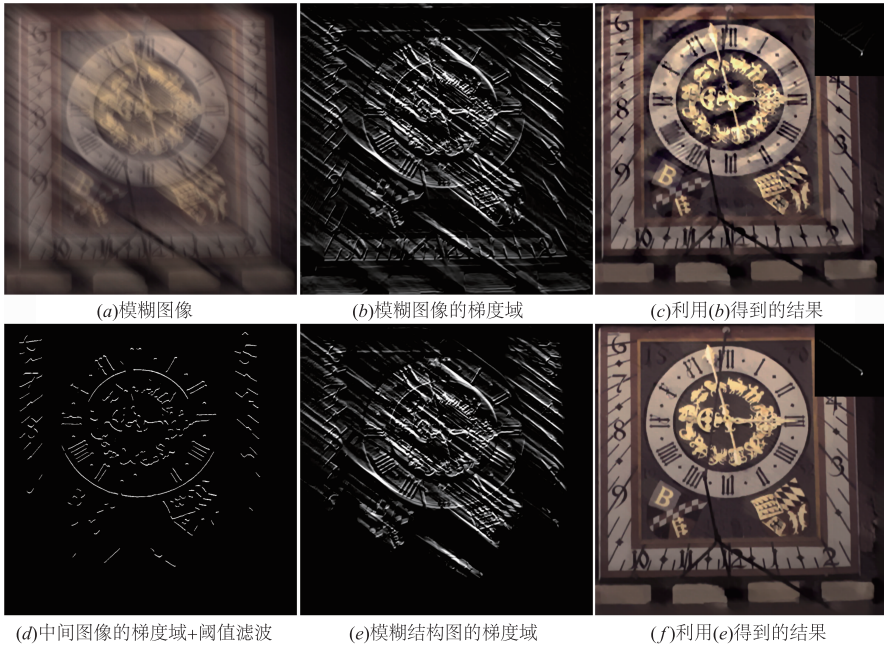 (a)模糊图像
(b)模糊图像的梯度域
(c)利用(b)得到的结果
(d)中间图像的梯度域+阈值滤波
(e)模糊结构图的梯度域
(f)利用(e)得到的结果